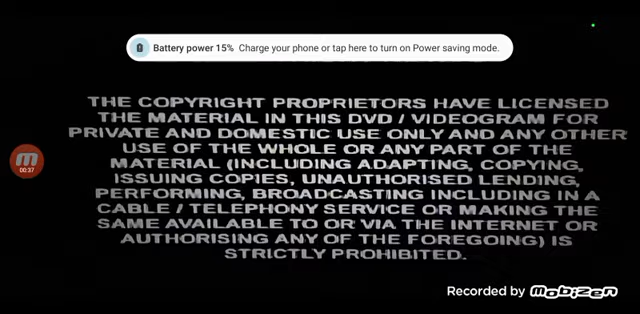 Battery power 15% Charge your phone or tap here to turn on Power saving mode.
THE COPYRIGHT PROPRIETORS HAVE LICENSED
THE MATERIAL IN THIS DVD / VIDEOGRAM FOR
PRIVATE AND DOMESTIC USE ONLY AND ANY OTHER
USE OF THE WHOLE OR ANY PART OF THE
MATERIAL (INCLUDING ADAPTING, COPYING,
ISSUING COPIES, UNAUTHORISED LENDING,
PERFORMING, BROADCASTING INCLUDING IN A
CABLE / TELEPHONY SERVICE OR MAKING THE
SAME AVAILABLE TO OR VIA THE INTERNET OR
AUTHORISING ANY OF THE FOREGOING) IS
STRICTLY PROHIBITED.
m
00:37
Recorded by Mobizen